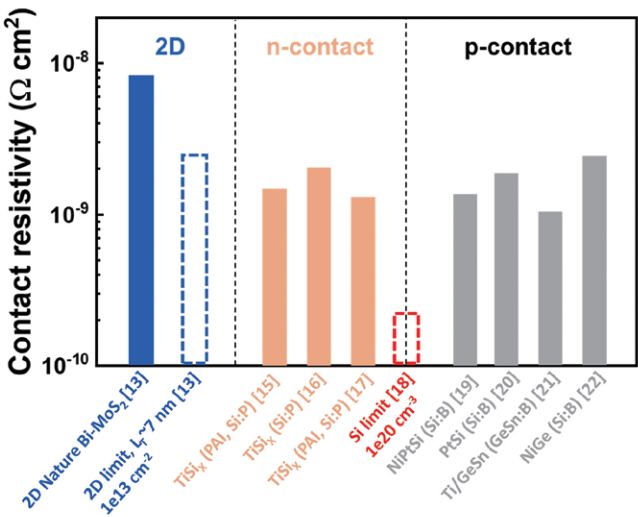 Contact resistivity (Ω cm²)
10⁻⁸
10⁻⁹
10⁻¹⁰
2D
n-contact
p-contact
2D Nature Bi-MoS₂ [13]
2D limit, Lₜ~7 nm [13]
1e13 cm⁻²
TiSiₓ (PAI, Si:P) [15]
TiSiₓ (Si:P) [16]
TiSiₓ (PAI, Si:P) [17]
Si limit [18]
1e20 cm⁻³
NiPtSi (Si:B) [19]
PtSi (Si:B) [20]
Ti/GeSn (GeSn:B) [21]
NiGe (Si:B) [22]